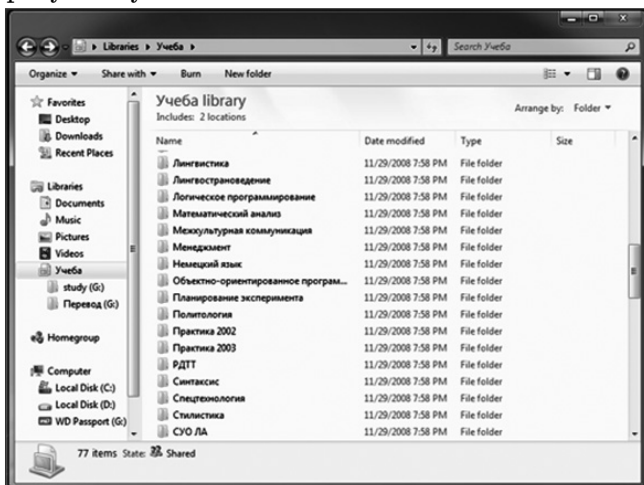 Libraries ▸ Учеба ▸
Search Учеба
Organize ▾ Share with ▾ Burn New folder
Favorites
Desktop
Downloads
Recent Places
Libraries
Documents
Music
Pictures
Videos
Учеба
study (G:)
Перевод (G:)
Homegroup
Computer
Local Disk (C:)
Local Disk (D:)
WD Passport (G:)
Учеба library
Includes: 2 locations
Arrange by: Folder ▾
Name Date modified Type Size
Лингвистика 11/29/2008 7:58 PM File folder
Лингвострановедение 11/29/2008 7:58 PM File folder
Логическое программирование 11/29/2008 7:58 PM File folder
Математический анализ 11/29/2008 7:58 PM File folder
Межкультурная коммуникация 11/29/2008 7:58 PM File folder
Менеджмент 11/29/2008 7:58 PM File folder
Немецкий язык 11/29/2008 7:58 PM File folder
Объектно-ориентированное програм... 11/29/2008 7:58 PM File folder
Планирование эксперимента 11/29/2008 7:58 PM File folder
Политология 11/29/2008 7:58 PM File folder
Практика 2002 11/29/2008 7:58 PM File folder
Практика 2003 11/29/2008 7:58 PM File folder
РДТТ 11/29/2008 7:58 PM File folder
Синтаксис 11/29/2008 7:58 PM File folder
Спецтехнология 11/29/2008 7:58 PM File folder
Стилистика 11/29/2008 7:58 PM File folder
СУО ЛА 11/29/2008 7:58 PM File folder
77 items State: Shared